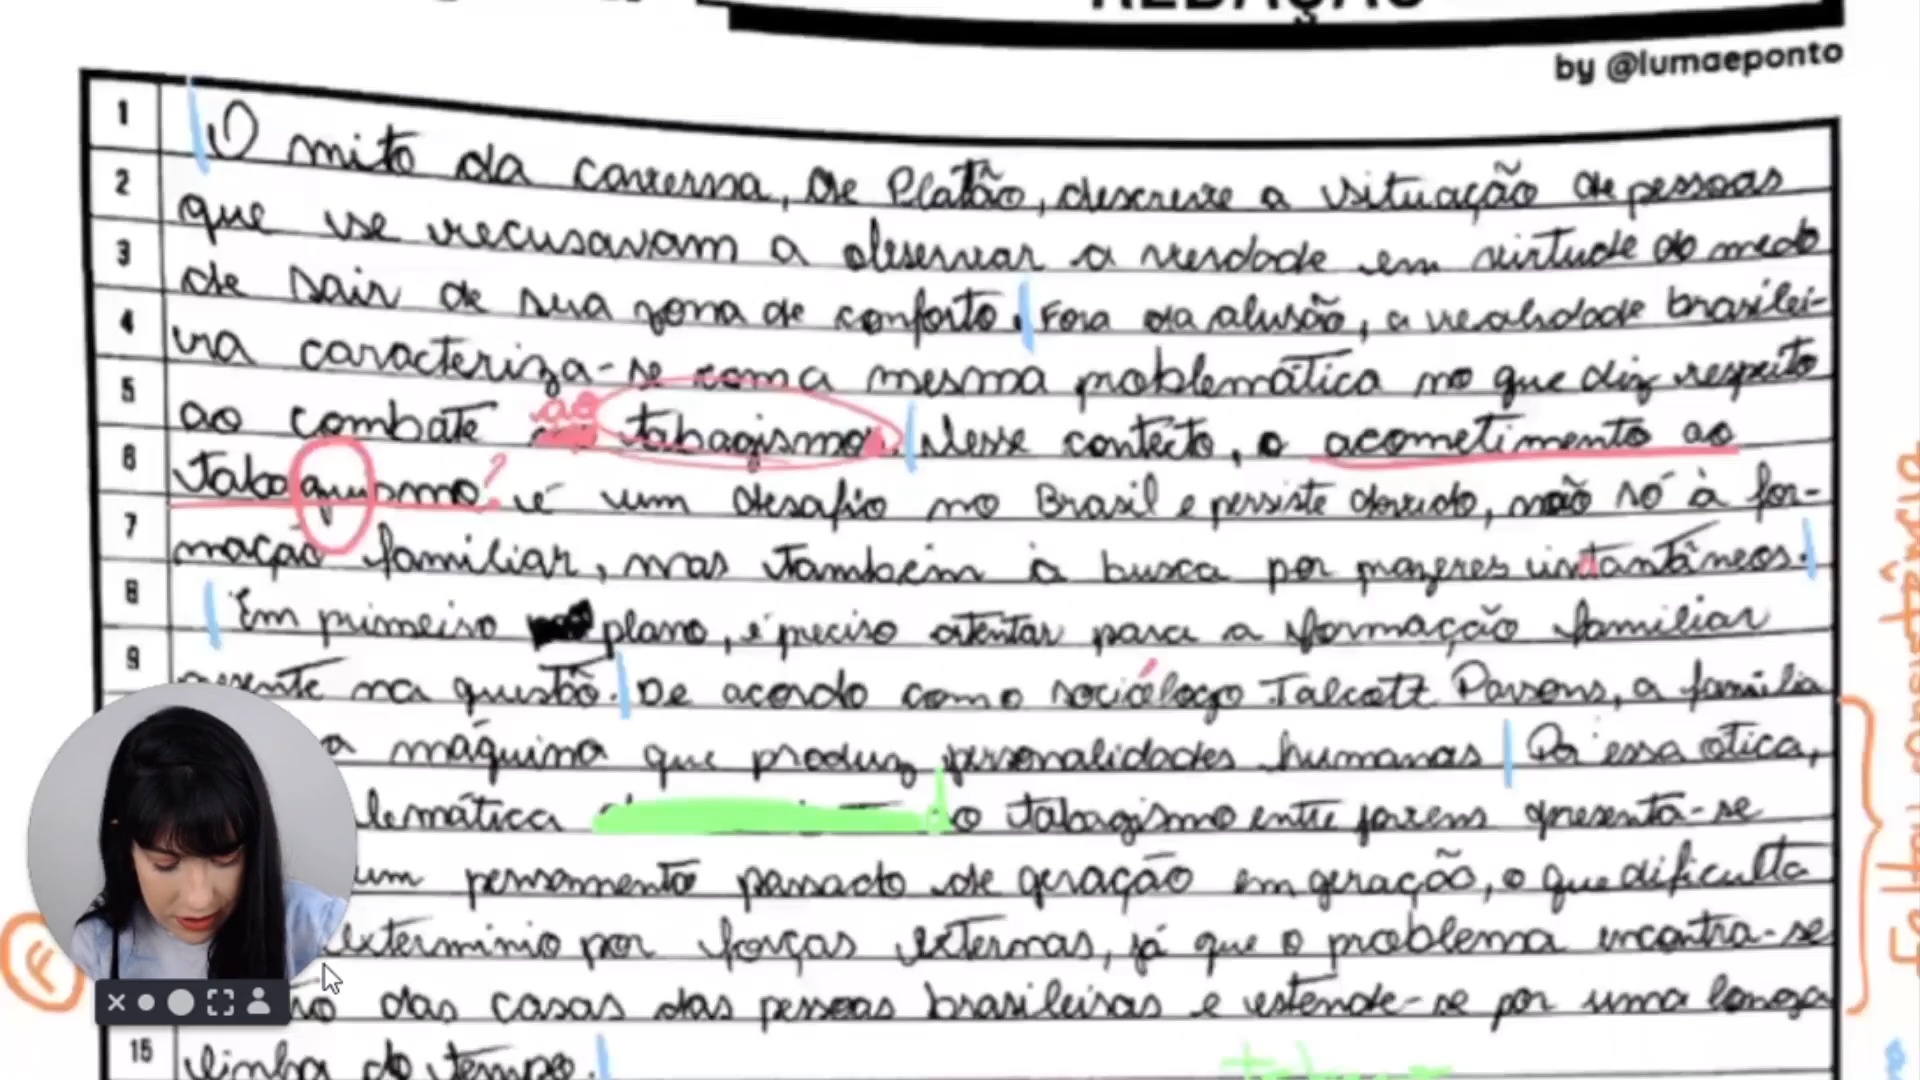 REDAÇÃO
by @lumaeponto
1 O mito da caverna, de Platão, descreve a situação de pessoas
2 que se recusavam a observar a verdade em virtude do medo
3 de sair de sua zona de conforto. Fora da alusão, a realidade brasilei-
4 ra caracteriza-se com a mesma problemática no que diz respeito
ao
5 ao combate tabagismo. Nesse contexto, o acometimento ao
6 tabaquismo ? é um desafio no Brasil e persiste devido, não só à for-
7 mação familiar, mas também à busca por prazeres instantâneos.
8 Em primeiro plano, é preciso atentar para a formação familiar
9 presente na questão. De acordo com o sociólogo Talcott Parsons, a família
a máquina que produz personalidades humanas Por essa ótica,
lemática do tabagismo entre jovens apresenta-se
um pensamento passado de geração em geração, o que dificulta
extermínio por forças externas, já que o problema encontra-se
ro das casas das pessoas brasileiras e estende-se por uma longa
15 linha do tempo.
F